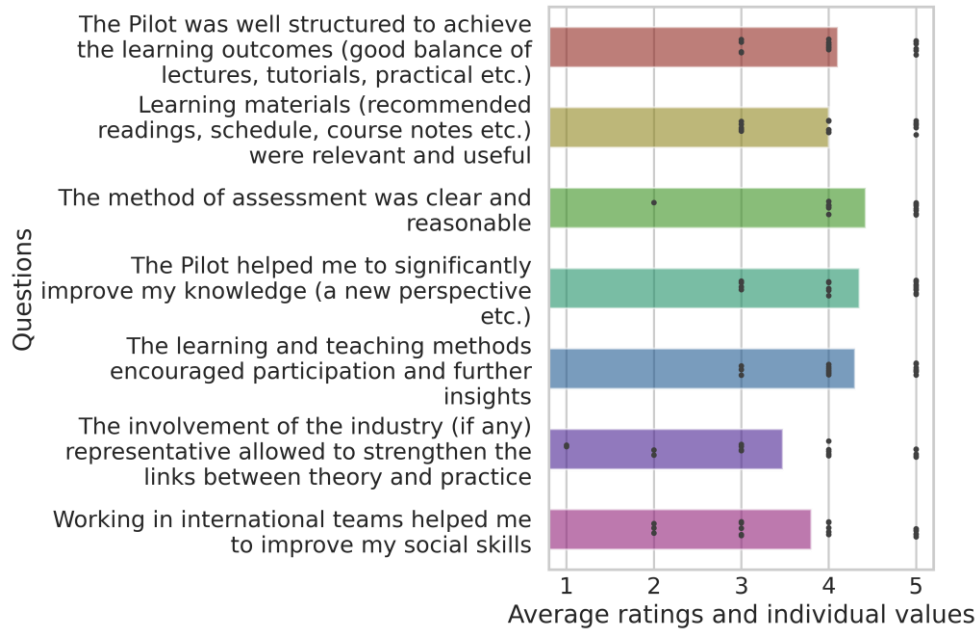 The Pilot was well structured to achieve
the learning outcomes (good balance of
lectures, tutorials, practical etc.)
Learning materials (recommended
readings, schedule, course notes etc.)
were relevant and useful
The method of assessment was clear and
reasonable
The Pilot helped me to significantly
improve my knowledge (a new perspective
etc.)
The learning and teaching methods
encouraged participation and further
insights
The involvement of the industry (if any)
representative allowed to strengthen the
links between theory and practice
Working in international teams helped me
to improve my social skills
Questions
1 2 3 4 5
Average ratings and individual values